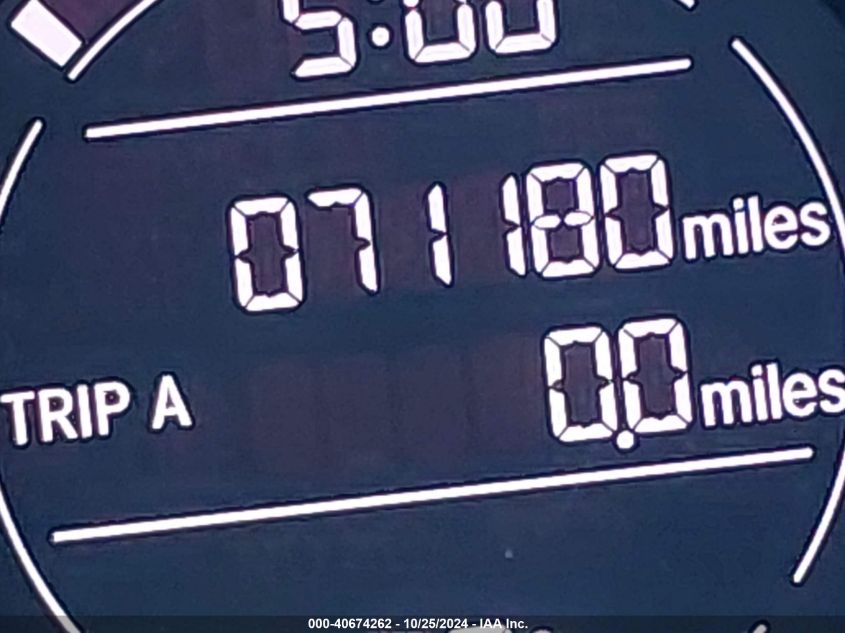 5:00
071180 miles
TRIP A 0.0 miles
000-40674262 - 10/25/2024 - IAA Inc.